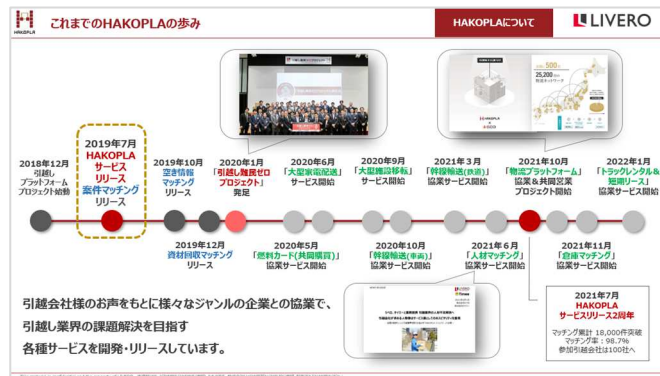 HAKOPLA
これまでのHAKOPLAの歩み
HAKOPLAについて
LIVERO
2018年12月
引越し
プラットフォーム
プロジェクト始動
2019年7月
HAKOPLA
サービス
リリース
案件マッチング
リリース
2019年10月
空き情報
マッチング
リリース
2020年1月
「引越し難民ゼロ
プロジェクト」
発足
2020年6月
「大型家電配送」
サービス開始
2020年9月
「大型施設移転」
サービス開始
2021年3月
「幹線輸送(鉄道)」
協業サービス開始
2021年10月
「物流プラットフォーム」
協業&共同営業
プロジェクト開始
2022年1月
「トラックレンタル&
短期リース」
協業サービス開始
500
25,200
2019年12月
資材回収マッチング
リリース
2020年5月
「燃料カード(共同購買)」
協業サービス開始
2020年10月
「幹線輸送(車両)」
協業サービス開始
2021年6月
「人材マッチング」
協業サービス開始
2021年11月
「倉庫マッチング」
協業サービス開始
2021年7月
HAKOPLA
サービスリリース2周年
マッチング累計 18,000件突破
マッチング率:98.7%
参加引越会社は100社へ
引越会社様のお声をもとに様々なジャンルの企業との協業で、
引越し業界の課題解決を目指す
各種サービスを開発・リリースしています。